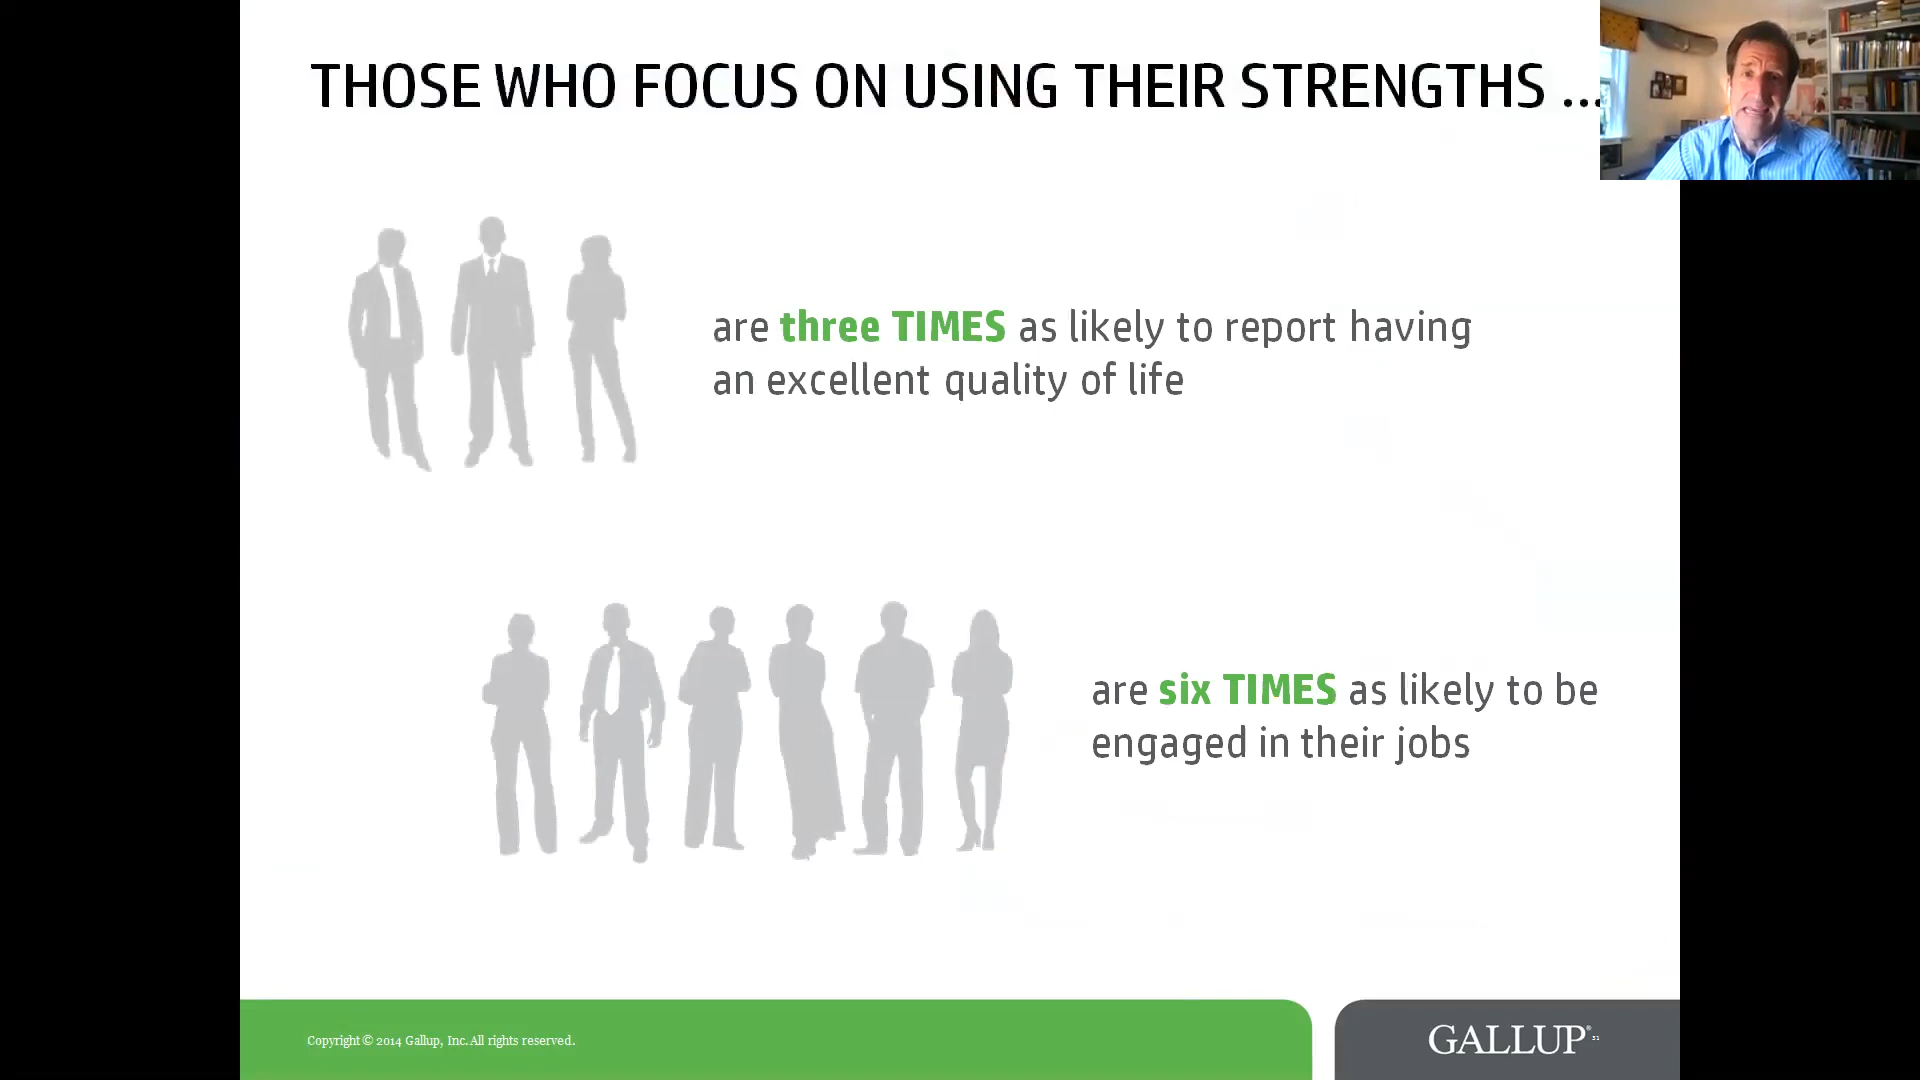 THOSE WHO FOCUS ON USING THEIR STRENGTHS ...
are three TIMES as likely to report having
an excellent quality of life
are six TIMES as likely to be
engaged in their jobs
Copyright © 2014 Gallup, Inc. All rights reserved.
GALLUP®
31